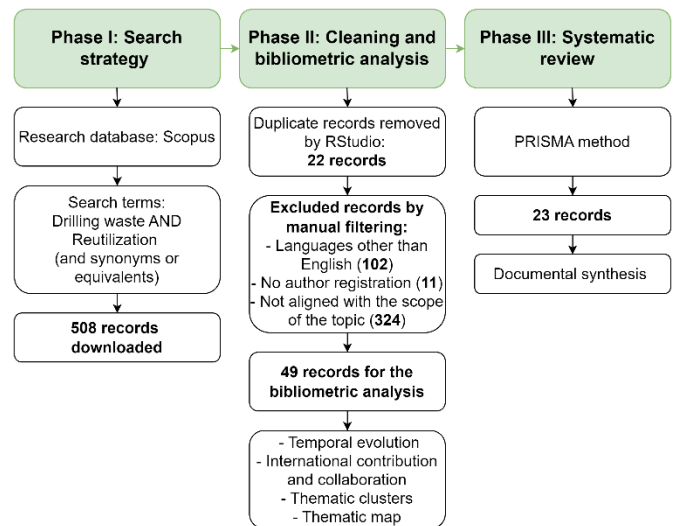 Phase I: Search
strategy
Research database: Scopus
Search terms:
Drilling waste AND
Reutilization
(and synonyms or
equivalents)
508 records
downloaded
Phase II: Cleaning and
bibliometric analysis
Duplicate records removed
by RStudio:
22 records
Excluded records by
manual filtering:
- Languages other than
English (102)
- No author registration (11)
- Not aligned with the scope
of the topic (324)
49 records for the
bibliometric analysis
- Temporal evolution
- International contribution
and collaboration
- Thematic clusters
- Thematic map
Phase III: Systematic
review
PRISMA method
23 records
Documental synthesis